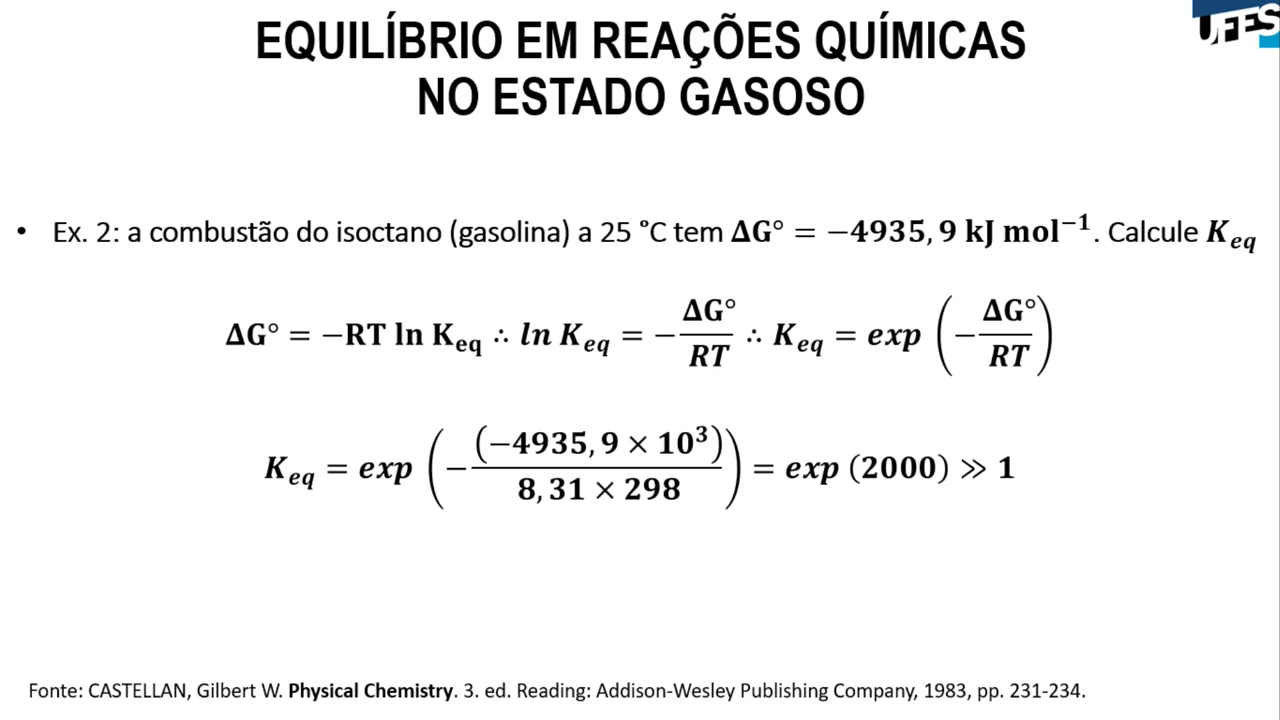 EQUILÍBRIO EM REAÇÕES QUÍMICAS
NO ESTADO GASOSO
UFES
• Ex. 2: a combustão do isoctano (gasolina) a 25 °C tem ΔG° = −4935,9 kJ mol⁻¹. Calcule K_eq
ΔG° = −RT ln K_eq ∴ ln K_eq = −ΔG°/RT ∴ K_eq = exp (−ΔG°/RT)
K_eq = exp (−(−4935,9 × 10³)/(8,31 × 298)) = exp (2000) ≫ 1
Fonte: CASTELLAN, Gilbert W. Physical Chemistry. 3. ed. Reading: Addison-Wesley Publishing Company, 1983, pp. 231-234.